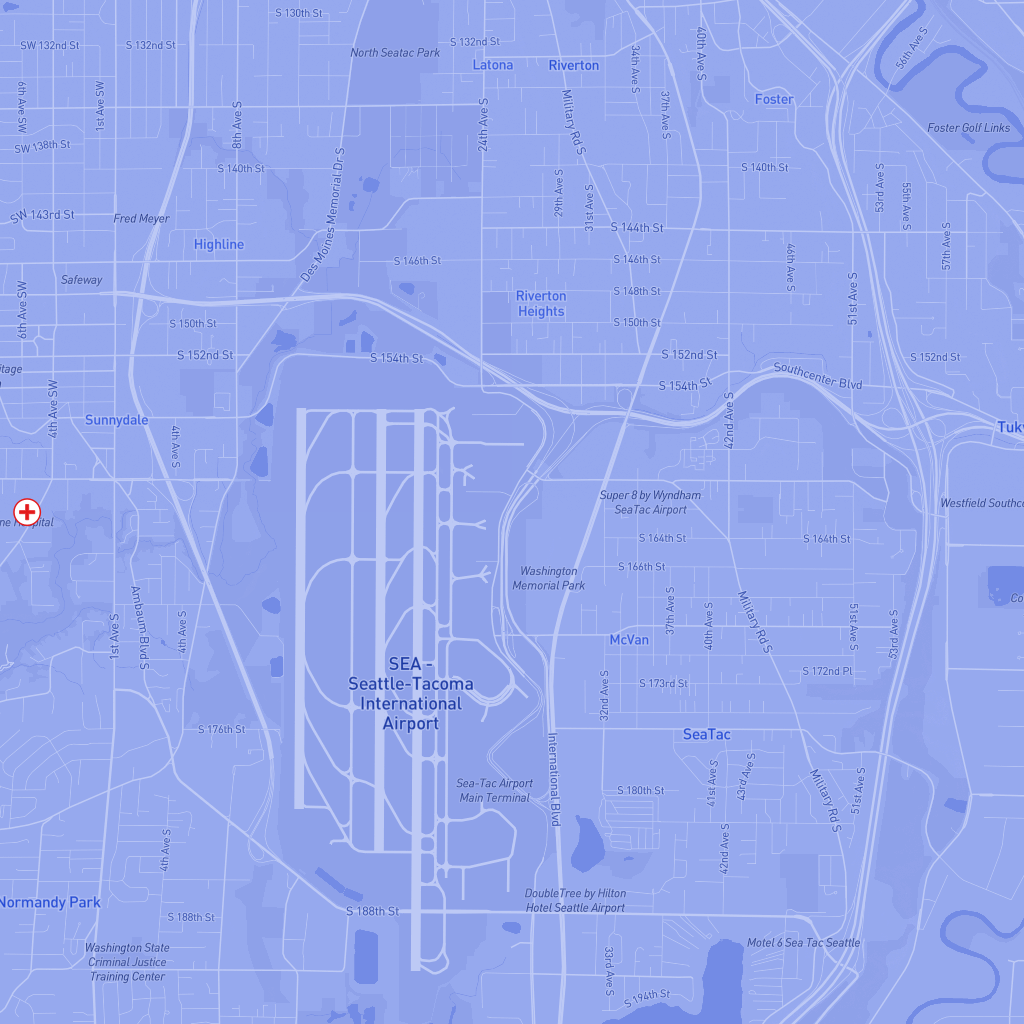 S 130th St
SW 132nd St
S 132nd St
S 132nd St
North Seatac Park
Latona
Riverton
34th Ave S
40th Ave S
56th Ave S
6th Ave SW
1st Ave SW
8th Ave S
24th Ave S
Military Rd S
37th Ave S
Foster
Foster Golf Links
SW 138th St
S 140th St
S 140th St
Des Moines Memorial Dr S
29th Ave S
31st Ave S
53rd Ave S
55th Ave S
SW 143rd St
Fred Meyer
Highline
S 144th St
57th Ave S
S 146th St
S 146th St
46th Ave S
Safeway
6th Ave SW
Riverton
Heights
S 148th St
51st Ave S
S 150th St
S 150th St
S 152nd St
S 154th St
S 152nd St
S 152nd St
Southcenter Blvd
S 154th St
4th Ave SW
Sunnydale
42nd Ave S
4th Ave S
Super 8 by Wyndham
SeaTac Airport
S 164th St
S 164th St
S 166th St
Washington
Memorial Park
Military Rd S
1st Ave S
Ambaum Blvd S
4th Ave S
37th Ave S
40th Ave S
51st Ave S
53rd Ave S
McVan
SEA -
Seattle-Tacoma
International
Airport
S 172nd Pl
S 173rd St
32nd Ave S
S 176th St
SeaTac
International Blvd
Sea-Tac Airport
Main Terminal
S 180th St
41st Ave S
43rd Ave S
Military Rd S
51st Ave S
4th Ave S
42nd Ave S
Normandy Park
DoubleTree by Hilton
Hotel Seattle Airport
S 188th St
S 188th St
Washington State
Criminal Justice
Training Center
Motel 6 Sea Tac Seattle
33rd Ave S
S 194th St